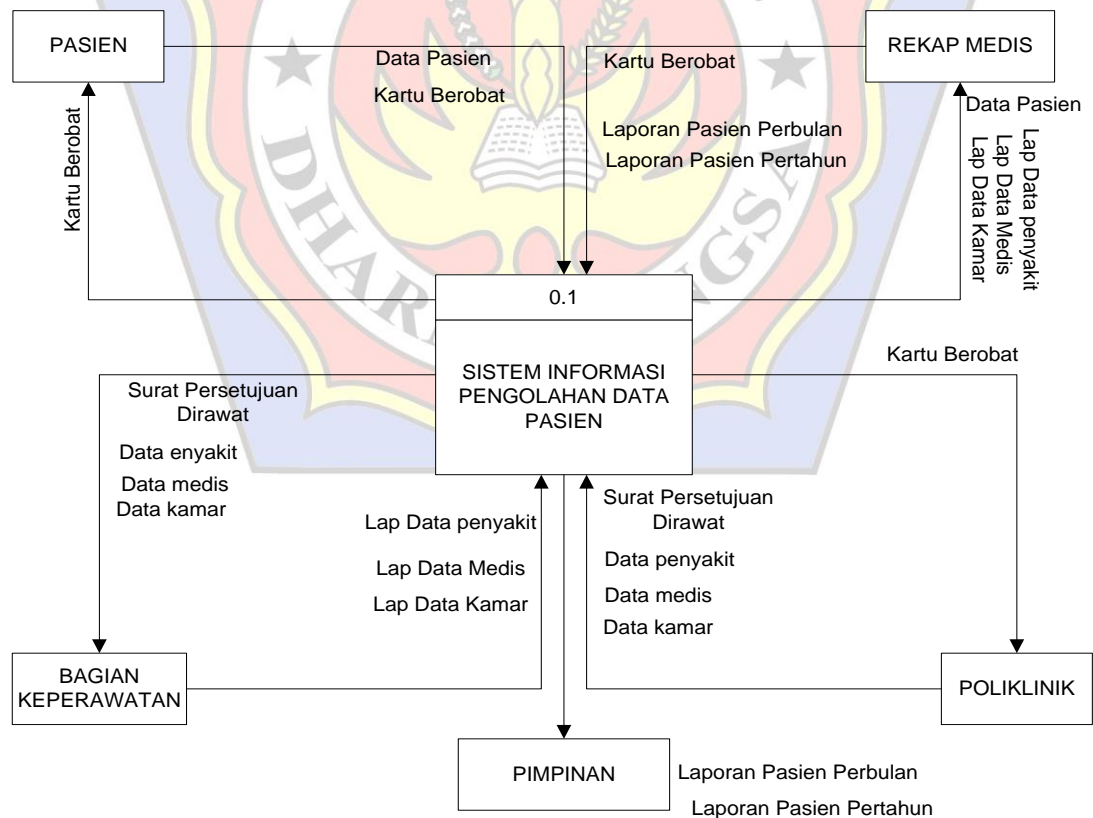 PASIEN
Data Pasien
Kartu Berobat
Kartu Berobat
REKAP MEDIS
Kartu Berobat
Laporan Pasien Perbulan
Laporan Pasien Pertahun
Data Pasien
Lap Data penyakit
Lap Data Medis
Lap Data Kamar
0.1
SISTEM INFORMASI
PENGOLAHAN DATA
PASIEN
Kartu Berobat
Surat Persetujuan
Dirawat
Data enyakit
Data medis
Data kamar
Lap Data penyakit
Lap Data Medis
Lap Data Kamar
Surat Persetujuan
Dirawat
Data penyakit
Data medis
Data kamar
BAGIAN
KEPERAWATAN
POLIKLINIK
PIMPINAN
Laporan Pasien Perbulan
Laporan Pasien Pertahun